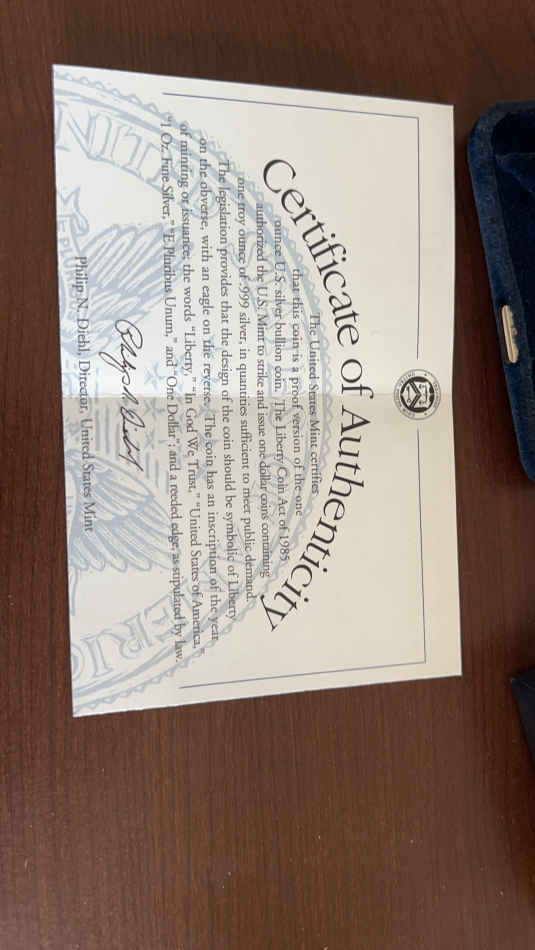 Certificate of Authenticity
The United States Mint certifies
that this coin is a proof version of the one
ounce U.S. silver bullion coin. The Liberty Coin Act of 1985
authorized the U.S. Mint to strike and issue one dollar coins containing
one troy ounce of .999 silver, in quantities sufficient to meet public demand.
The legislation provides that the design of the coin should be symbolic of Liberty
on the obverse, with an eagle on the reverse. The coin has an inscription of the year
of minting or issuance; the words “Liberty,” “In God We Trust,” “United States of America,”
“1 Oz. Fine Silver,” “E Pluribus Unum,” and “One Dollar”; and a reeded edge, as stipulated by law.
Philip N. Diehl, Director, United States Mint